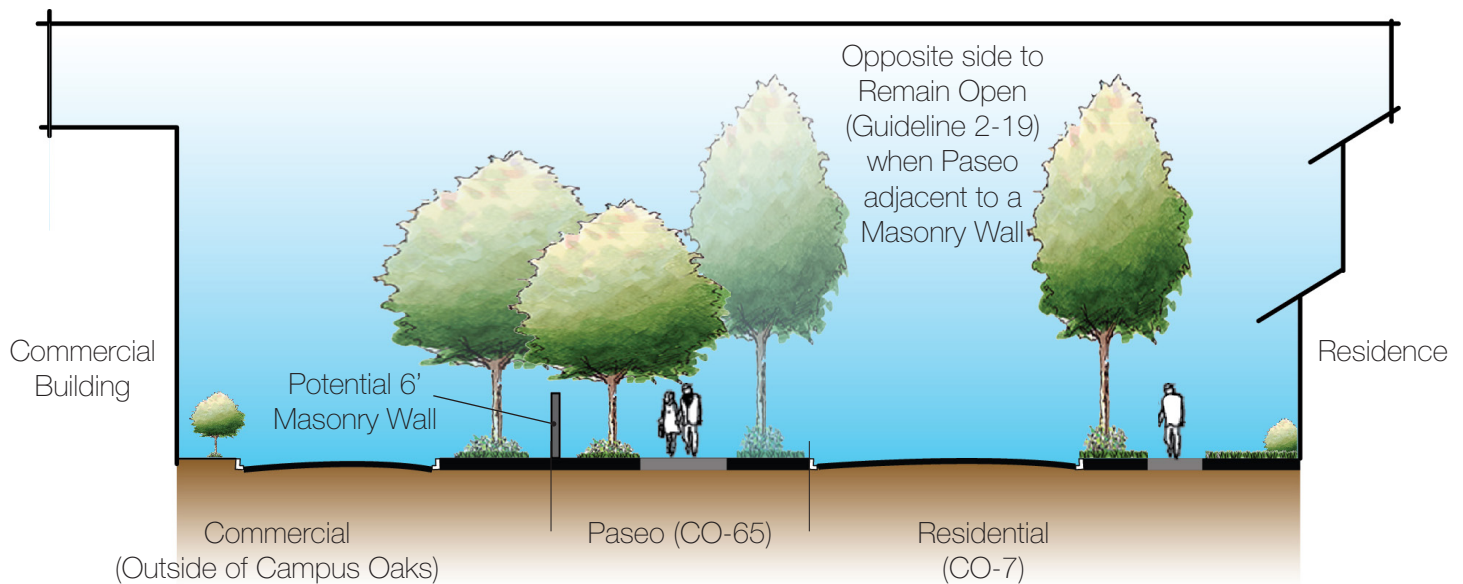 Opposite side to
Remain Open
(Guideline 2-19)
when Paseo
adjacent to a
Masonry Wall
Commercial
Building
Potential 6’
Masonry Wall
Residence
Commercial
(Outside of Campus Oaks)
Paseo (CO-65)
Residential
(CO-7)